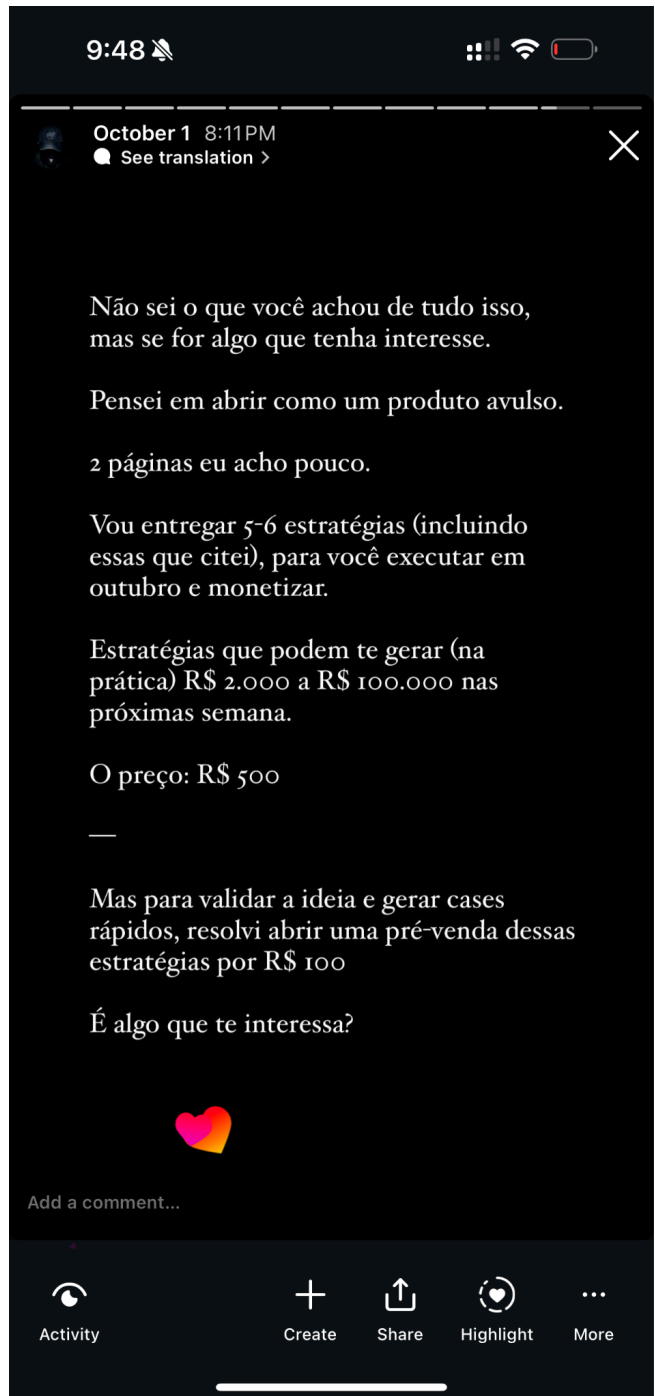 9:48
October 1 8:11PM
See translation >
Não sei o que você achou de tudo isso,
mas se for algo que tenha interesse.
Pensei em abrir como um produto avulso.
2 páginas eu acho pouco.
Vou entregar 5-6 estratégias (incluindo
essas que citei), para você executar em
outubro e monetizar.
Estratégias que podem te gerar (na
prática) R$ 2.000 a R$ 100.000 nas
próximas semana.
O preço: R$ 500
—
Mas para validar a ideia e gerar cases
rápidos, resolvi abrir uma pré-venda dessas
estratégias por R$ 100
É algo que te interessa?
Add a comment...
Activity Create Share Highlight More